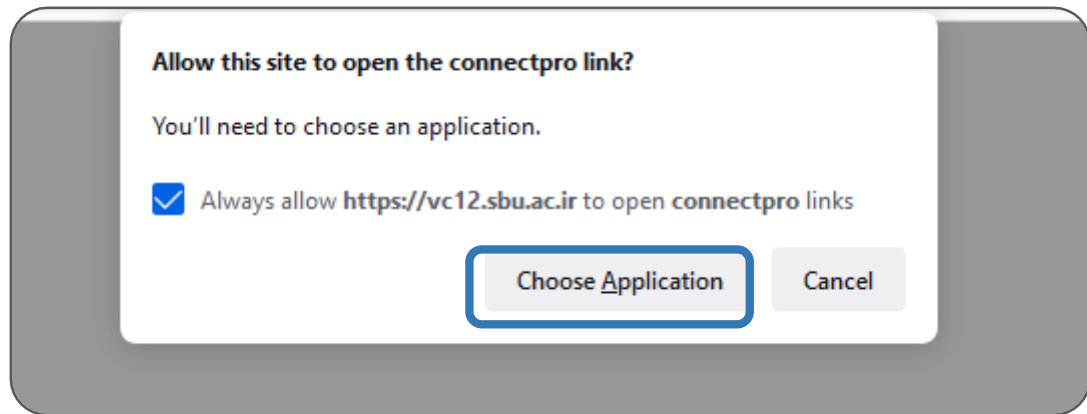 Allow this site to open the connectpro link?
You'll need to choose an application.
Always allow https://vc12.sbu.ac.ir to open connectpro links
Choose Application Cancel